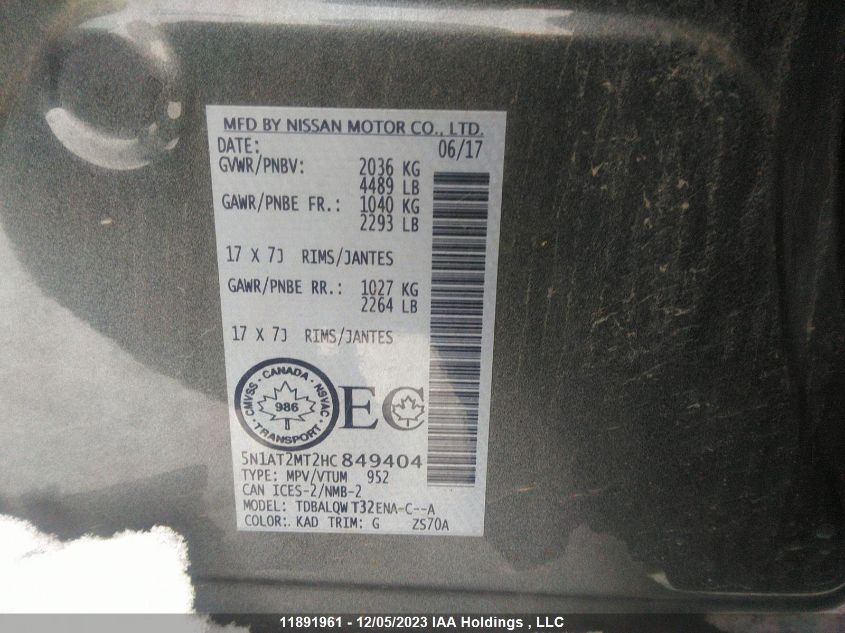 MFD BY NISSAN MOTOR CO., LTD.
DATE: 06/17
GVWR/PNBV: 2036 KG
4489 LB
GAWR/PNBE FR.: 1040 KG
2293 LB
17 X 7J RIMS/JANTES
GAWR/PNBE RR.: 1027 KG
2264 LB
17 X 7J RIMS/JANTES
CMVSS · CANADA · NSVAC · TRANSPORT ·
986
EC
5N1AT2MT2HC849404
TYPE: MPV/VTUM 952
CAN ICES-2/NMB-2
MODEL: TDBALQWT32ENA-C--A
COLOR:. KAD TRIM: G ZS70A
11891961 - 12/05/2023 IAA Holdings , LLC